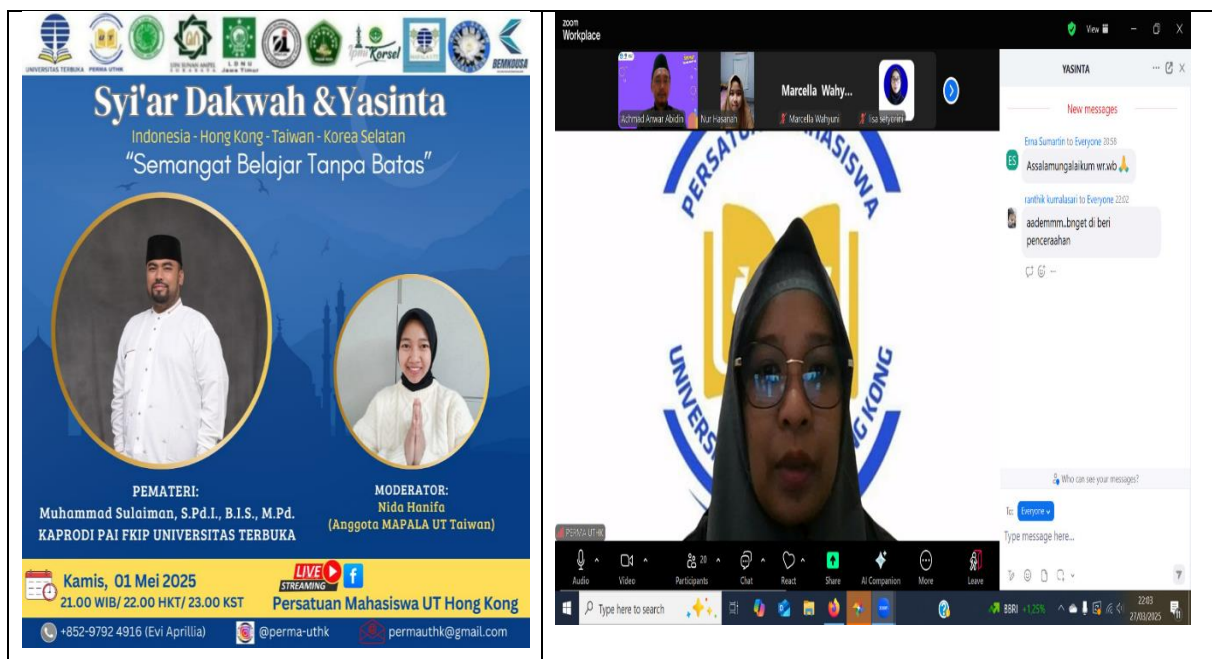 UNIVERSITAS TERBUKA
PERMA-UTHK
LDNU
Jawa Timur
Korsel
BEMKOUSA
Syi'ar Dakwah &Yasinta
Indonesia - Hong Kong - Taiwan - Korea Selatan
“Semangat Belajar Tanpa Batas”
PEMATERI:
Muhammad Sulaiman, S.Pd.I., B.I.S., M.Pd.
KAPRODI PAI FKIP UNIVERSITAS TERBUKA
MODERATOR:
Nida Hanifa
(Anggota MAPALA UT Taiwan)
Kamis, 01 Mei 2025
21.00 WIB/ 22.00 HKT/ 23.00 KST
LIVE
STREAMING
Persatuan Mahasiswa UT Hong Kong
+852-9792 4916 (Evi Aprillia)
@perma-uthk
permauthk@gmail.com
zoom
Workplace
View
Achmad Anwar Abidin
Nur Hasanah
Marcella Wahy...
Marcella Wahyuni
lisa setyorini
PERSATUAN MAHASISWA
PERMA UTHK
Audio
Video
20
Participants
Chat
React
Share
AI Companion
More
Leave
YASINTA
New messages
Erna Sumartin to Everyone 20:58
ES
Assalamungalaikum wr.wb
ranthik kumalasari to Everyone 22:02
aademmm..bnget di beri
penceraahan
Who can see your messages?
To: Everyone
Type message here...
Type here to search
BBRI +1,25%
22:03
27/03/2025